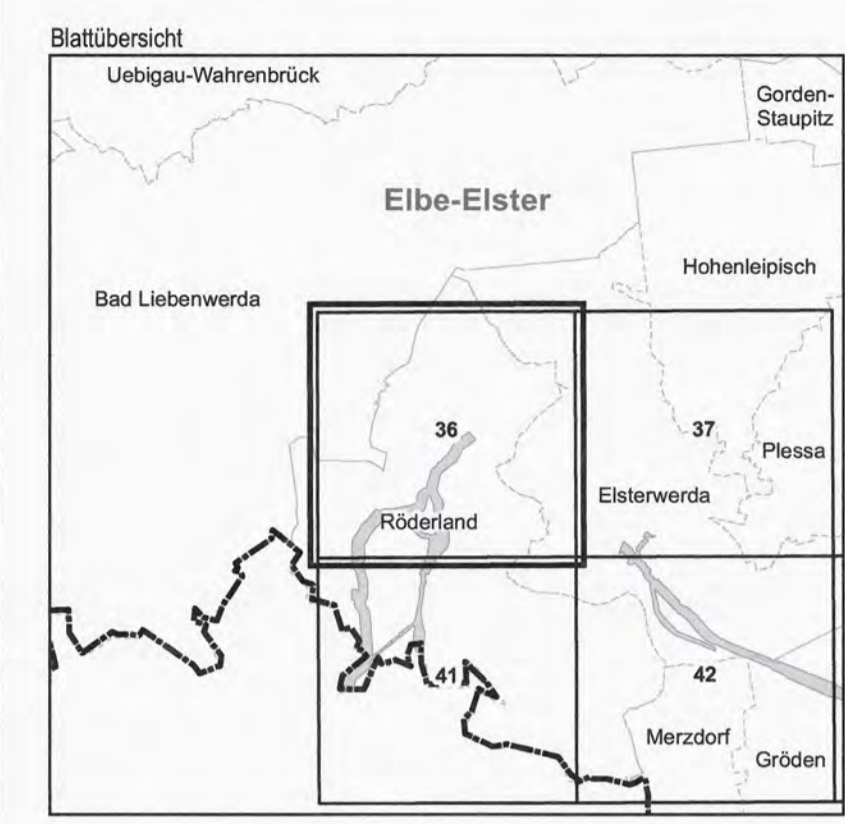 Blattübersicht
Uebigau-Wahrenbrück
Gorden-
Staupitz
Elbe-Elster
Hohenleipisch
Bad Liebenwerda
36
37
Plessa
Elsterwerda
Röderland
41
42
Merzdorf
Gröden